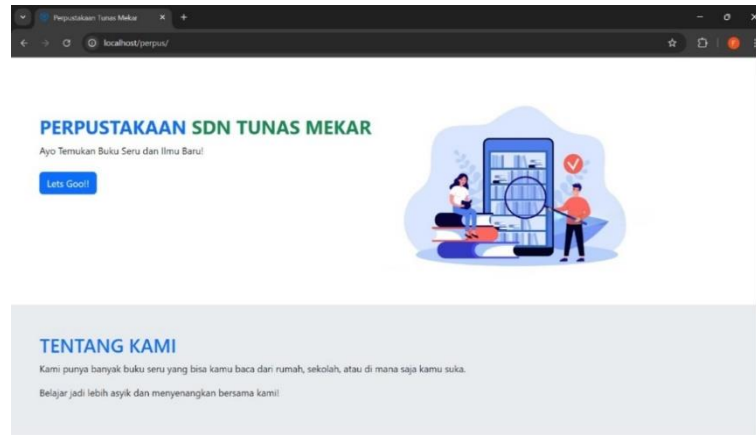 Perpustakaan Tunas Mekar
localhost/perpus/
PERPUSTAKAAN SDN TUNAS MEKAR
Ayo Temukan Buku Seru dan Ilmu Baru!
Lets Goo!!
TENTANG KAMI
Kami punya banyak buku seru yang bisa kamu baca dari rumah, sekolah, atau di mana saja kamu suka.
Belajar jadi lebih asyik dan menyenangkan bersama kami!